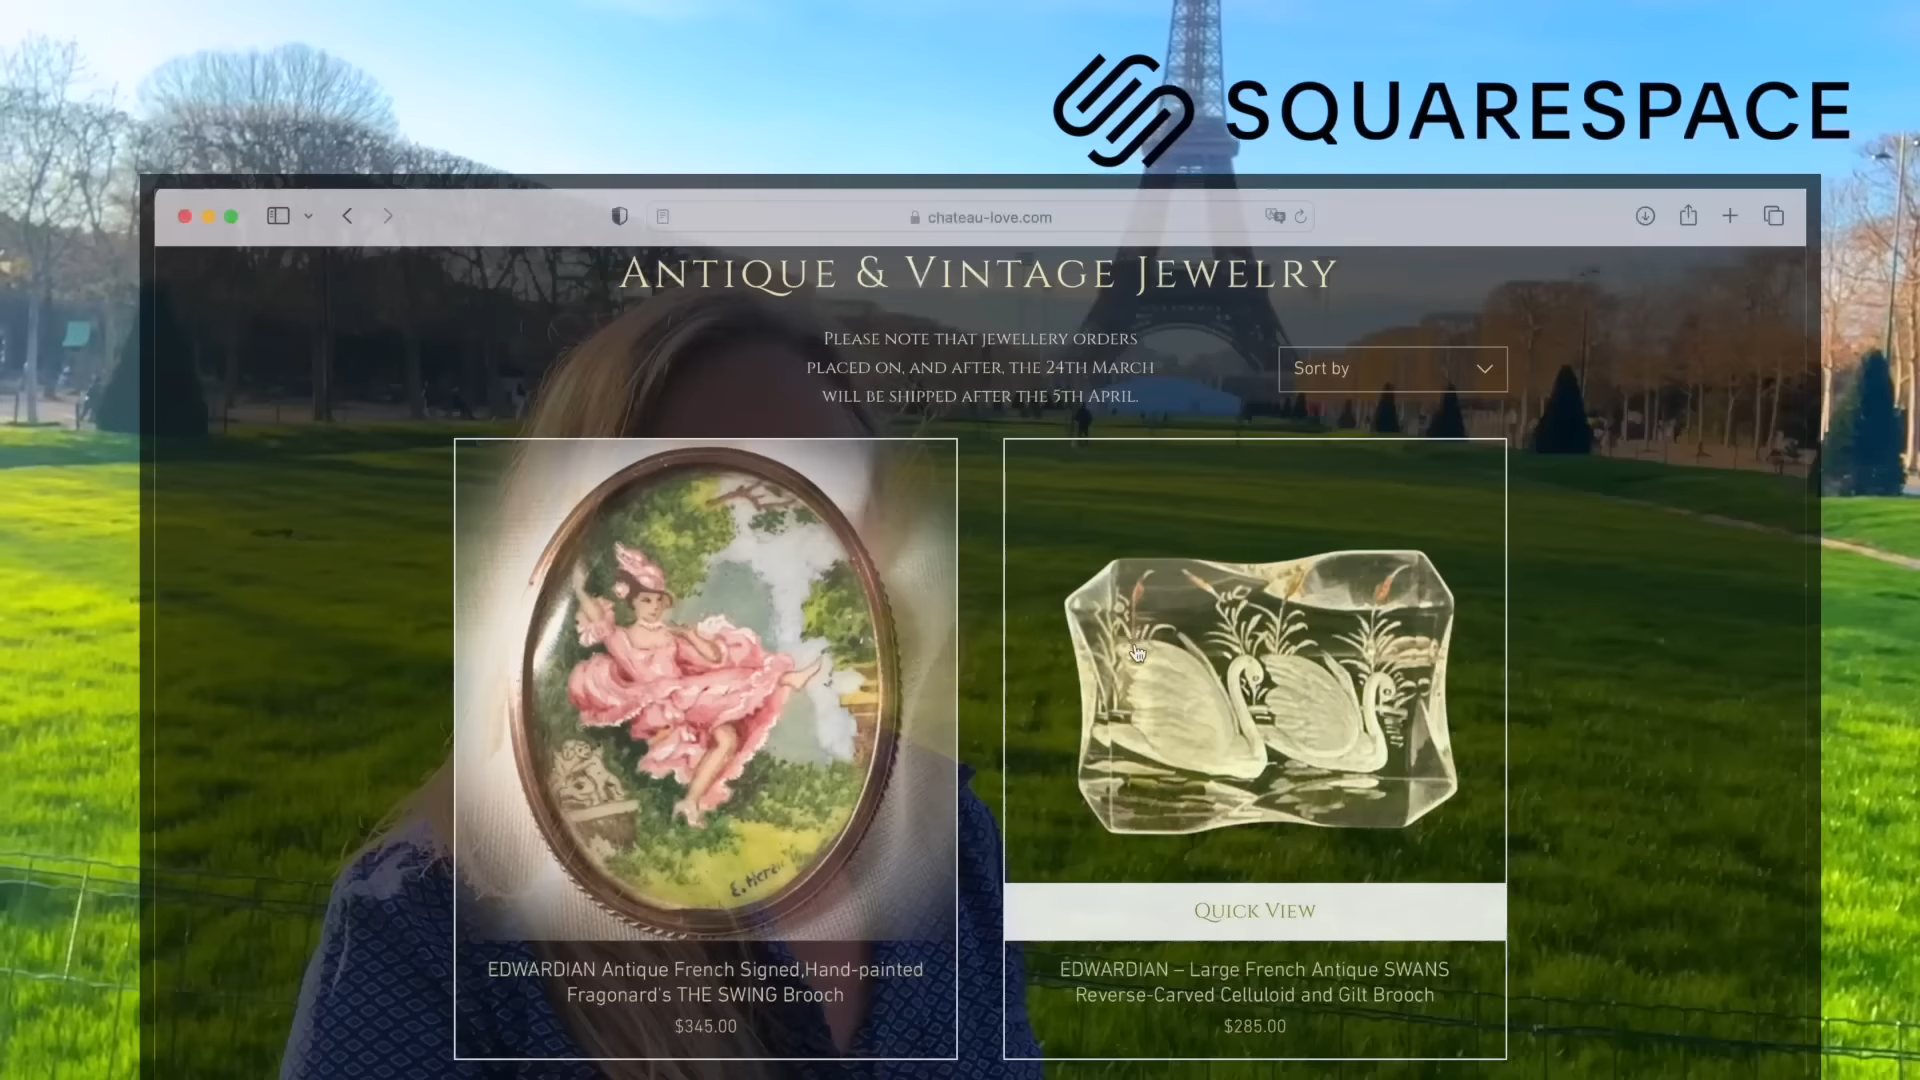 SQUARESPACE
chateau-love.com
Antique & Vintage Jewelry
Please note that jewellery orders
placed on, and after, the 24th March
will be shipped after the 5th April.
Sort by
Quick View
EDWARDIAN Antique French Signed,Hand-painted
Fragonard's THE SWING Brooch
$345.00
EDWARDIAN – Large French Antique SWANS
Reverse-Carved Celluloid and Gilt Brooch
$285.00